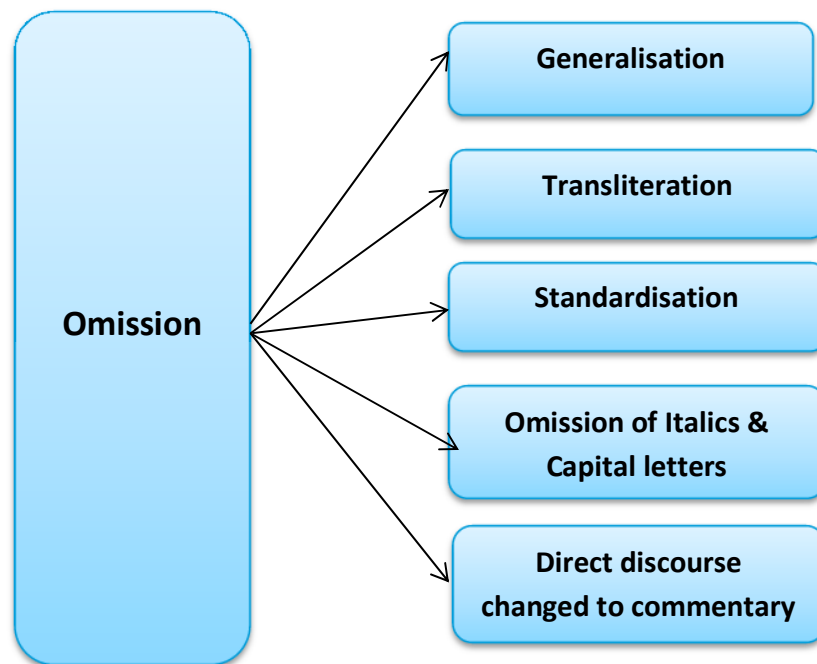 Omission
Generalisation
Transliteration
Standardisation
Omission of Italics &
Capital letters
Direct discourse
changed to commentary